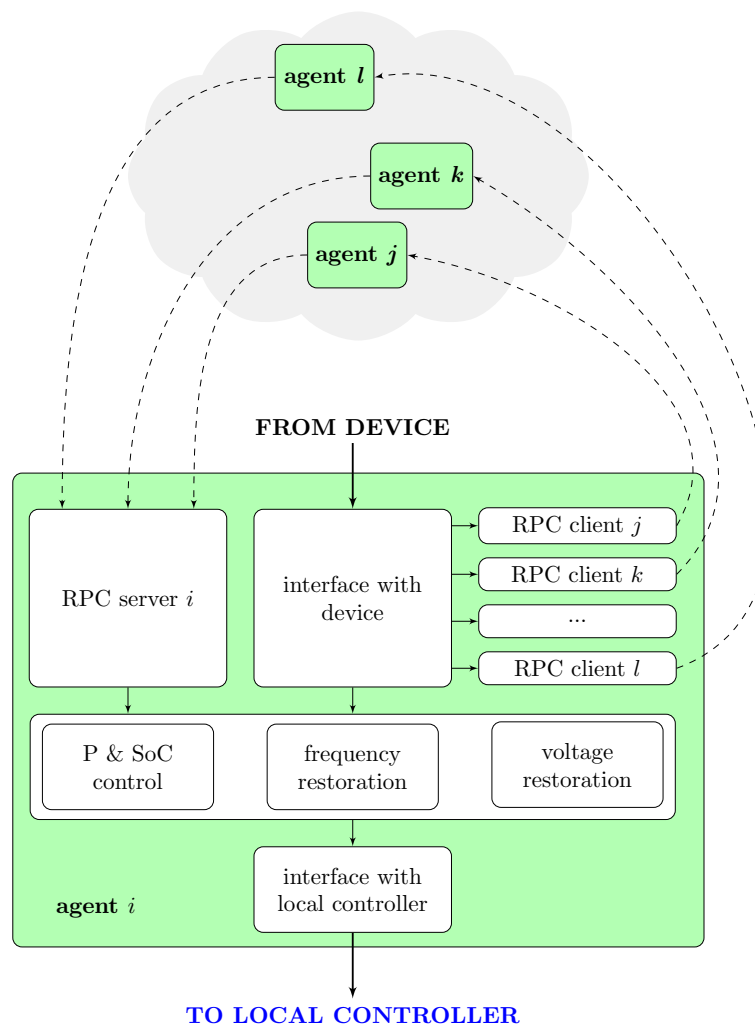 agent l
agent k
agent j
FROM DEVICE
RPC server i
interface with
device
RPC client j
RPC client k
...
RPC client l
P & SoC
control
frequency
restoration
voltage
restoration
interface with
local controller
agent i
TO LOCAL CONTROLLER